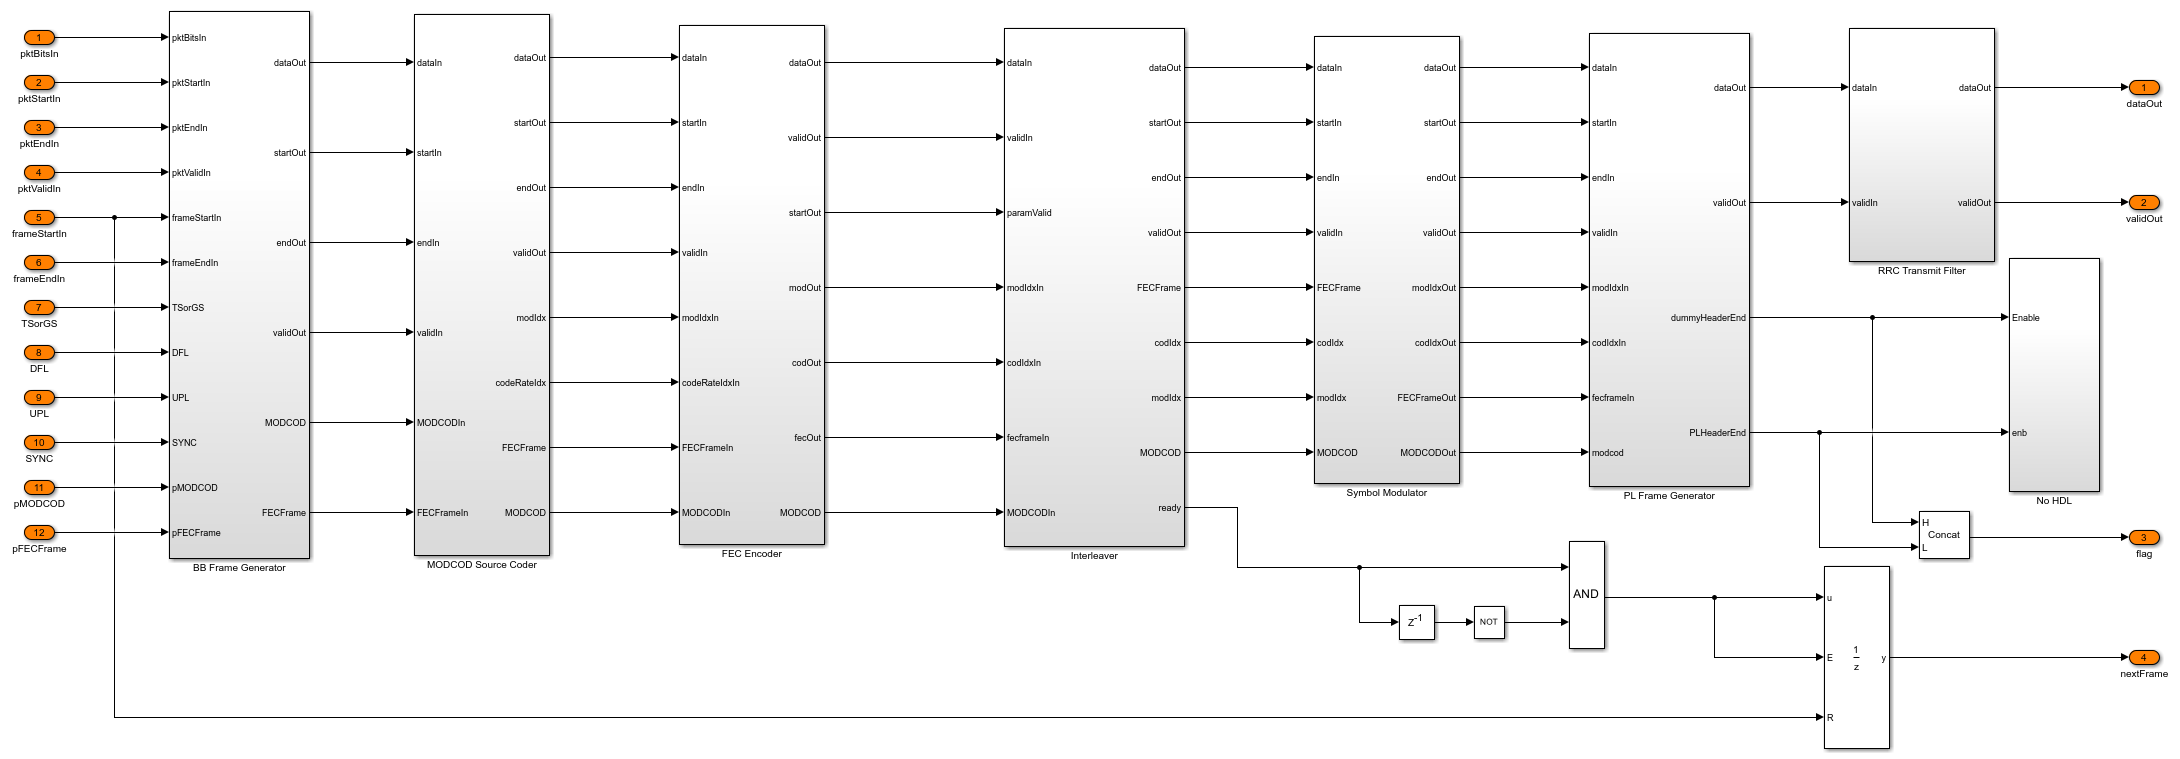 1
pktBitsIn
2
pktStartIn
3
pktEndIn
4
pktValidIn
5
frameStartIn
6
frameEndIn
7
TSorGS
8
DFL
9
UPL
10
SYNC
11
pMODCOD
12
pFECFrame
pktBitsIn
pktStartIn
pktEndIn
pktValidIn
frameStartIn
frameEndIn
TSorGS
DFL
UPL
SYNC
pMODCOD
pFECFrame
dataOut
startOut
endOut
validOut
MODCOD
FECFrame
BB Frame Generator
dataIn
startIn
endIn
validIn
MODCODIn
FECFrameIn
dataOut
startOut
endOut
validOut
modIdx
codeRateIdx
FECFrame
MODCOD
MODCOD Source Coder
dataIn
startIn
endIn
validIn
modIdxIn
codeRateIdxIn
FECFrameIn
MODCODIn
dataOut
validOut
startOut
modOut
codOut
fecOut
MODCOD
FEC Encoder
dataIn
validIn
paramValid
modIdxIn
codIdxIn
fecframeIn
MODCODIn
dataOut
startOut
endOut
validOut
FECFrame
codIdx
modIdx
MODCOD
ready
Interleaver
dataIn
startIn
endIn
validIn
FECFrame
codIdx
modIdx
MODCOD
dataOut
startOut
endOut
validOut
modIdxOut
codIdxOut
FECFrameOut
MODCODOut
Symbol Modulator
dataIn
startIn
endIn
validIn
modIdxIn
codIdxIn
fecframeIn
modcod
dataOut
validOut
dummyHeaderEnd
PLHeaderEnd
PL Frame Generator
dataIn
validIn
dataOut
validOut
RRC Transmit Filter
Enable
enb
No HDL
H
L
Concat
z-1
NOT
AND
u
E
R
1
z
y
1
dataOut
2
validOut
3
flag
4
nextFrame